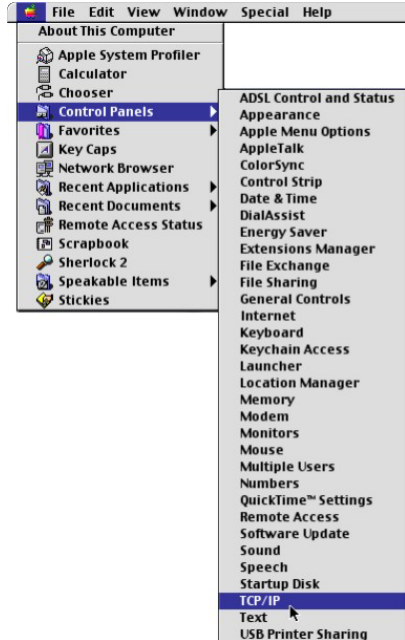 File Edit View Window Special Help
About This Computer
Apple System Profiler
Calculator
Chooser
Control Panels
Favorites
Key Caps
Network Browser
Recent Applications
Recent Documents
Remote Access Status
Scrapbook
Sherlock 2
Speakable Items
Stickies
ADSL Control and Status
Appearance
Apple Menu Options
AppleTalk
ColorSync
Control Strip
Date & Time
DialAssist
Energy Saver
Extensions Manager
File Exchange
File Sharing
General Controls
Internet
Keyboard
Keychain Access
Launcher
Location Manager
Memory
Modem
Monitors
Mouse
Multiple Users
Numbers
QuickTime™ Settings
Remote Access
Software Update
Sound
Speech
Startup Disk
TCP/IP
Text
USB Printer Sharing